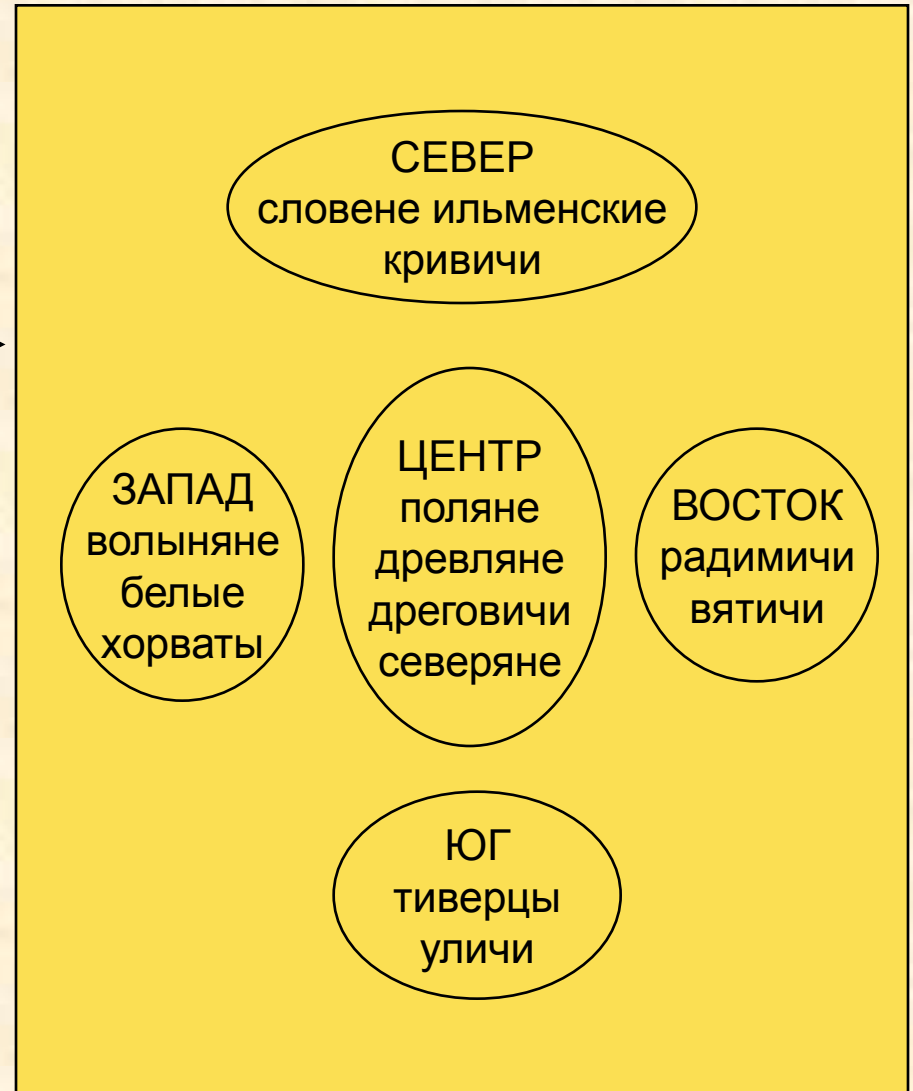 СЕВЕР
словене ильменские
кривичи
ЗАПАД
волыняне
белые
хорваты
ЦЕНТР
поляне
древляне
дреговичи
северяне
ВОСТОК
радимичи
вятичи
ЮГ
тиверцы
уличи